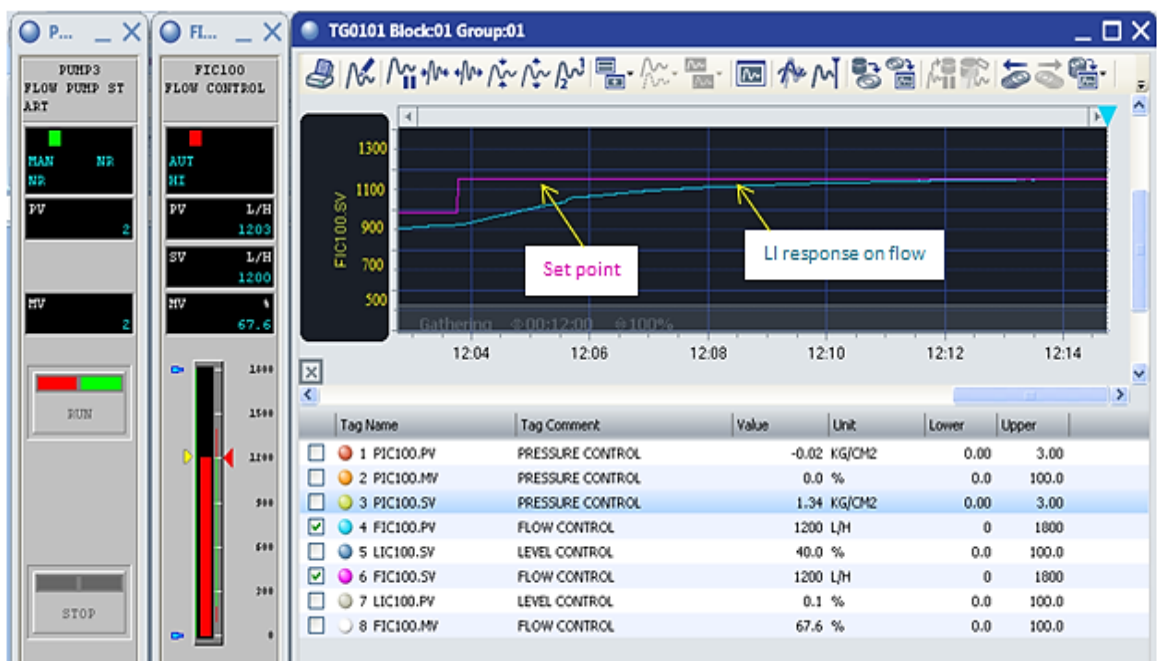 P...
FI...
TG0101 Block:01 Group:01
PUMP3
FLOW PUMP ST
ART
MAN NR
NR
PV
2
MV
2
RUN
STOP
FIC100
FLOW CONTROL
AUT
HI
PV L/H
1203
SV L/H
1200
MV %
67.6
1800
1500
1200
900
600
300
0
FIC100.SV
1300
1100
900
700
500
Set point
LI response on flow
Gathering 00:12:00 100%
12:04 12:06 12:08 12:10 12:12 12:14
Tag Name Tag Comment Value Unit Lower Upper
1 PIC100.PV PRESSURE CONTROL -0.02 KG/CM2 0.00 3.00
2 PIC100.MV PRESSURE CONTROL 0.0 % 0.0 100.0
3 PIC100.SV PRESSURE CONTROL 1.34 KG/CM2 0.00 3.00
4 FIC100.PV FLOW CONTROL 1200 L/H 0 1800
5 LIC100.SV LEVEL CONTROL 40.0 % 0.0 100.0
6 FIC100.SV FLOW CONTROL 1200 L/H 0 1800
7 LIC100.PV LEVEL CONTROL 0.1 % 0.0 100.0
8 FIC100.MV FLOW CONTROL 67.6 % 0.0 100.0